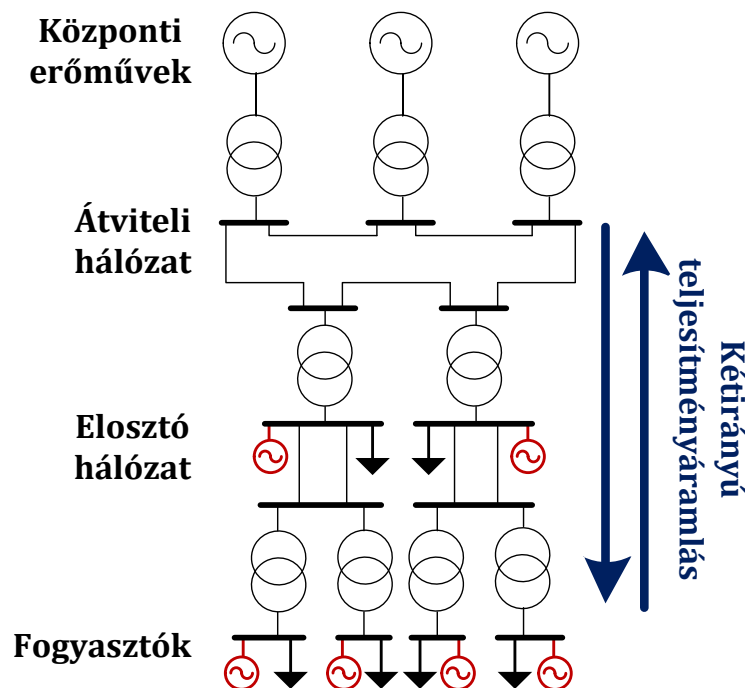 Központi
erőművek
Átviteli
hálózat
Elosztó
hálózat
Fogyasztók
Kétirányú
teljesítményáramlás